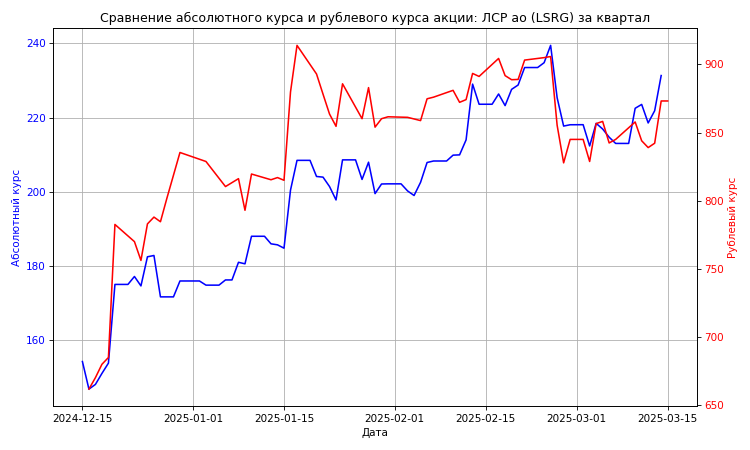 Сравнение абсолютного курса и рублевого курса акции: ЛСР ао (LSRG) за квартал
240
220
200
180
160
Абсолютный курс
900
850
800
750
700
650
Рублевый курс
2024-12-15 2025-01-01 2025-01-15 2025-02-01 2025-02-15 2025-03-01 2025-03-15
Дата